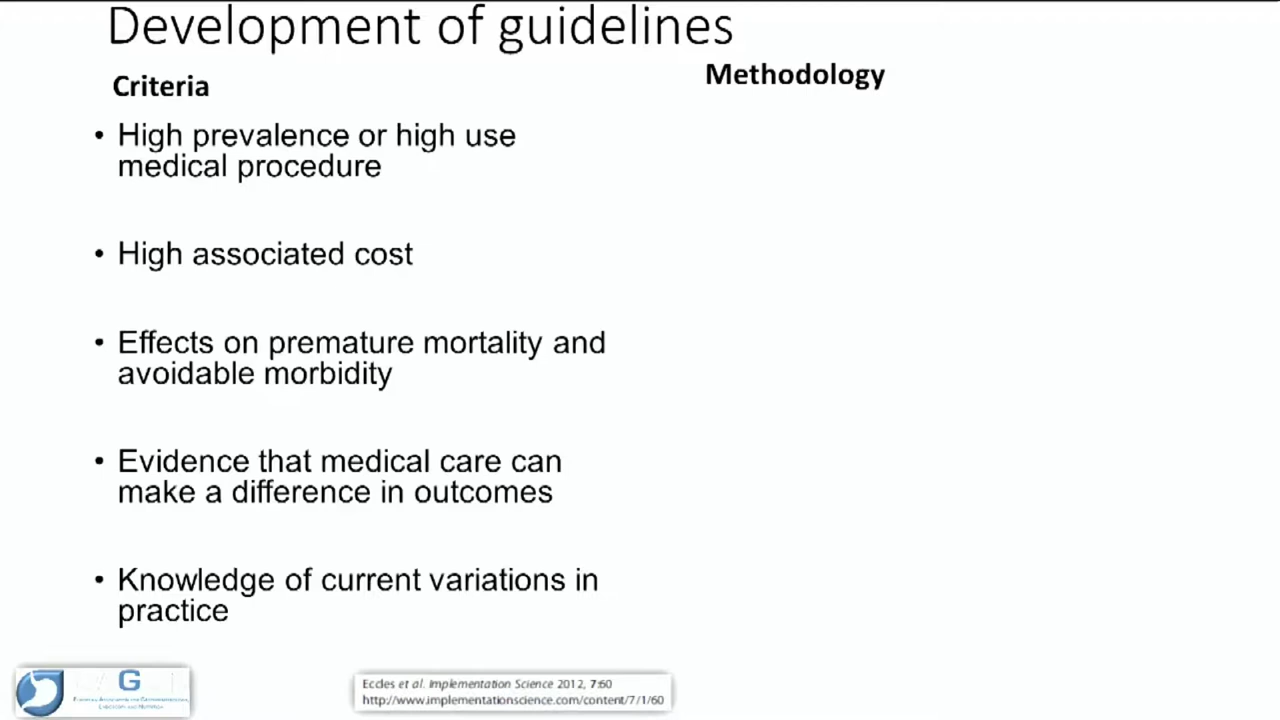 Development of guidelines
Criteria
Methodology
• High prevalence or high use
medical procedure
• High associated cost
• Effects on premature mortality and
avoidable morbidity
• Evidence that medical care can
make a difference in outcomes
• Knowledge of current variations in
practice
G
Eccles et al. Implementation Science 2012, 7:60
http://www.implementationscience.com/content/7/1/60